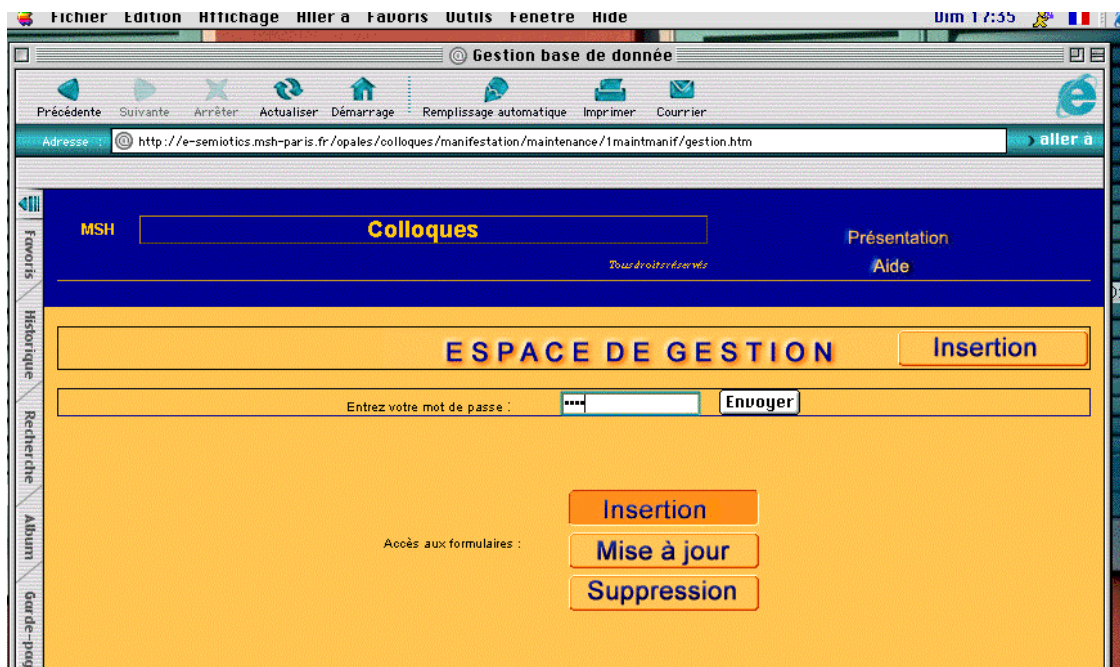 Fichier Edition Affichage Aller à Favoris Outils Fenêtre Aide Dim 17:35
Gestion base de donnée
Précédente Suivante Arrêter Actualiser Démarrage Remplissage automatique Imprimer Courrier
Adresse : http://e-semiotics.msh-paris.fr/opales/colloques/manifestation/maintenance/1maintmanif/gestion.htm aller à
MSH Colloques Présentation
Tous droits réservés Aide
ESPACE DE GESTION Insertion
Entrez votre mot de passe : •••• Envoyer
Insertion
Accès aux formulaires : Mise à jour
Suppression
Favoris
Historique
Recherche
Album
Garde-pag